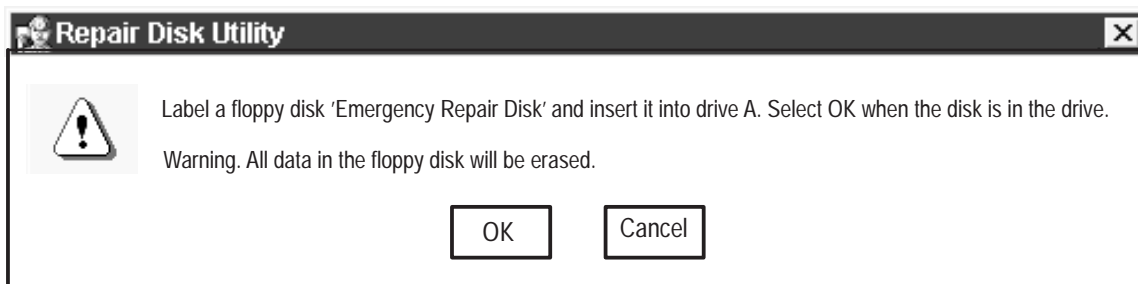 Repair Disk Utility
Label a floppy disk ′Emergency Repair Disk′ and insert it into drive A. Select OK when the disk is in the drive.
Warning. All data in the floppy disk will be erased.
OK Cancel